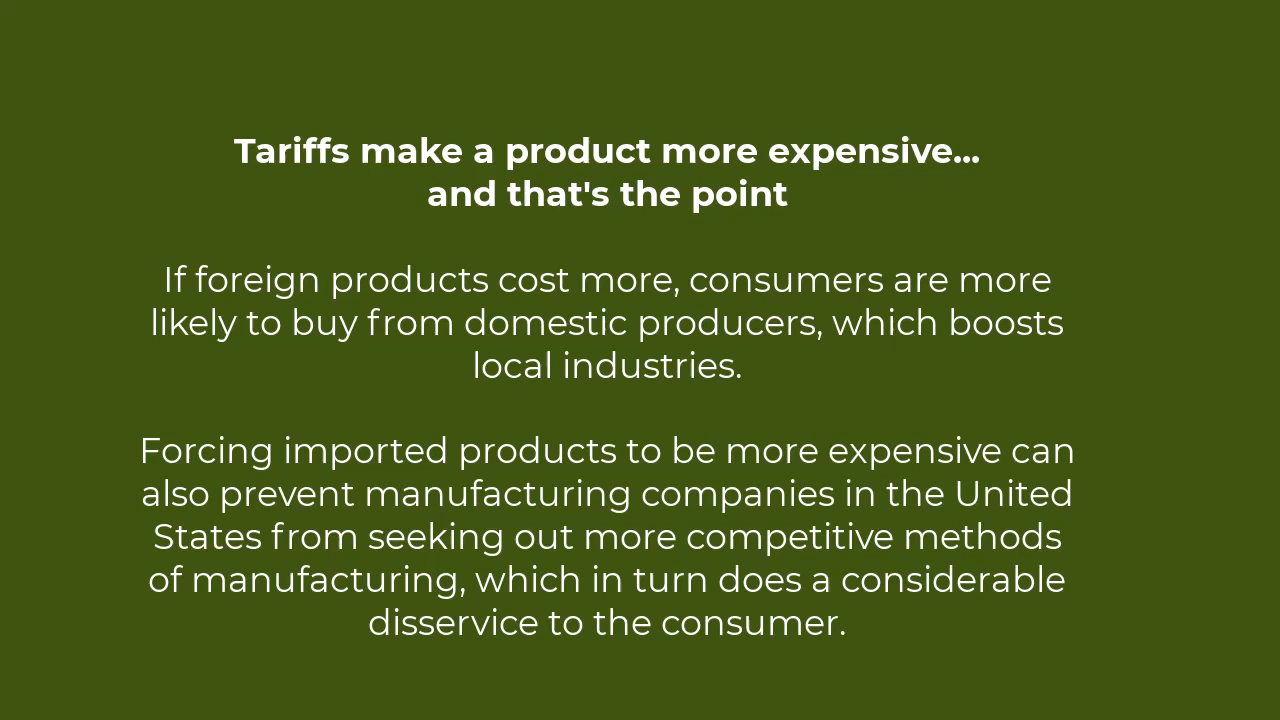 Tariffs make a product more expensive...
and that's the point
If foreign products cost more, consumers are more
likely to buy from domestic producers, which boosts
local industries.
Forcing imported products to be more expensive can
also prevent manufacturing companies in the United
States from seeking out more competitive methods
of manufacturing, which in turn does a considerable
disservice to the consumer.